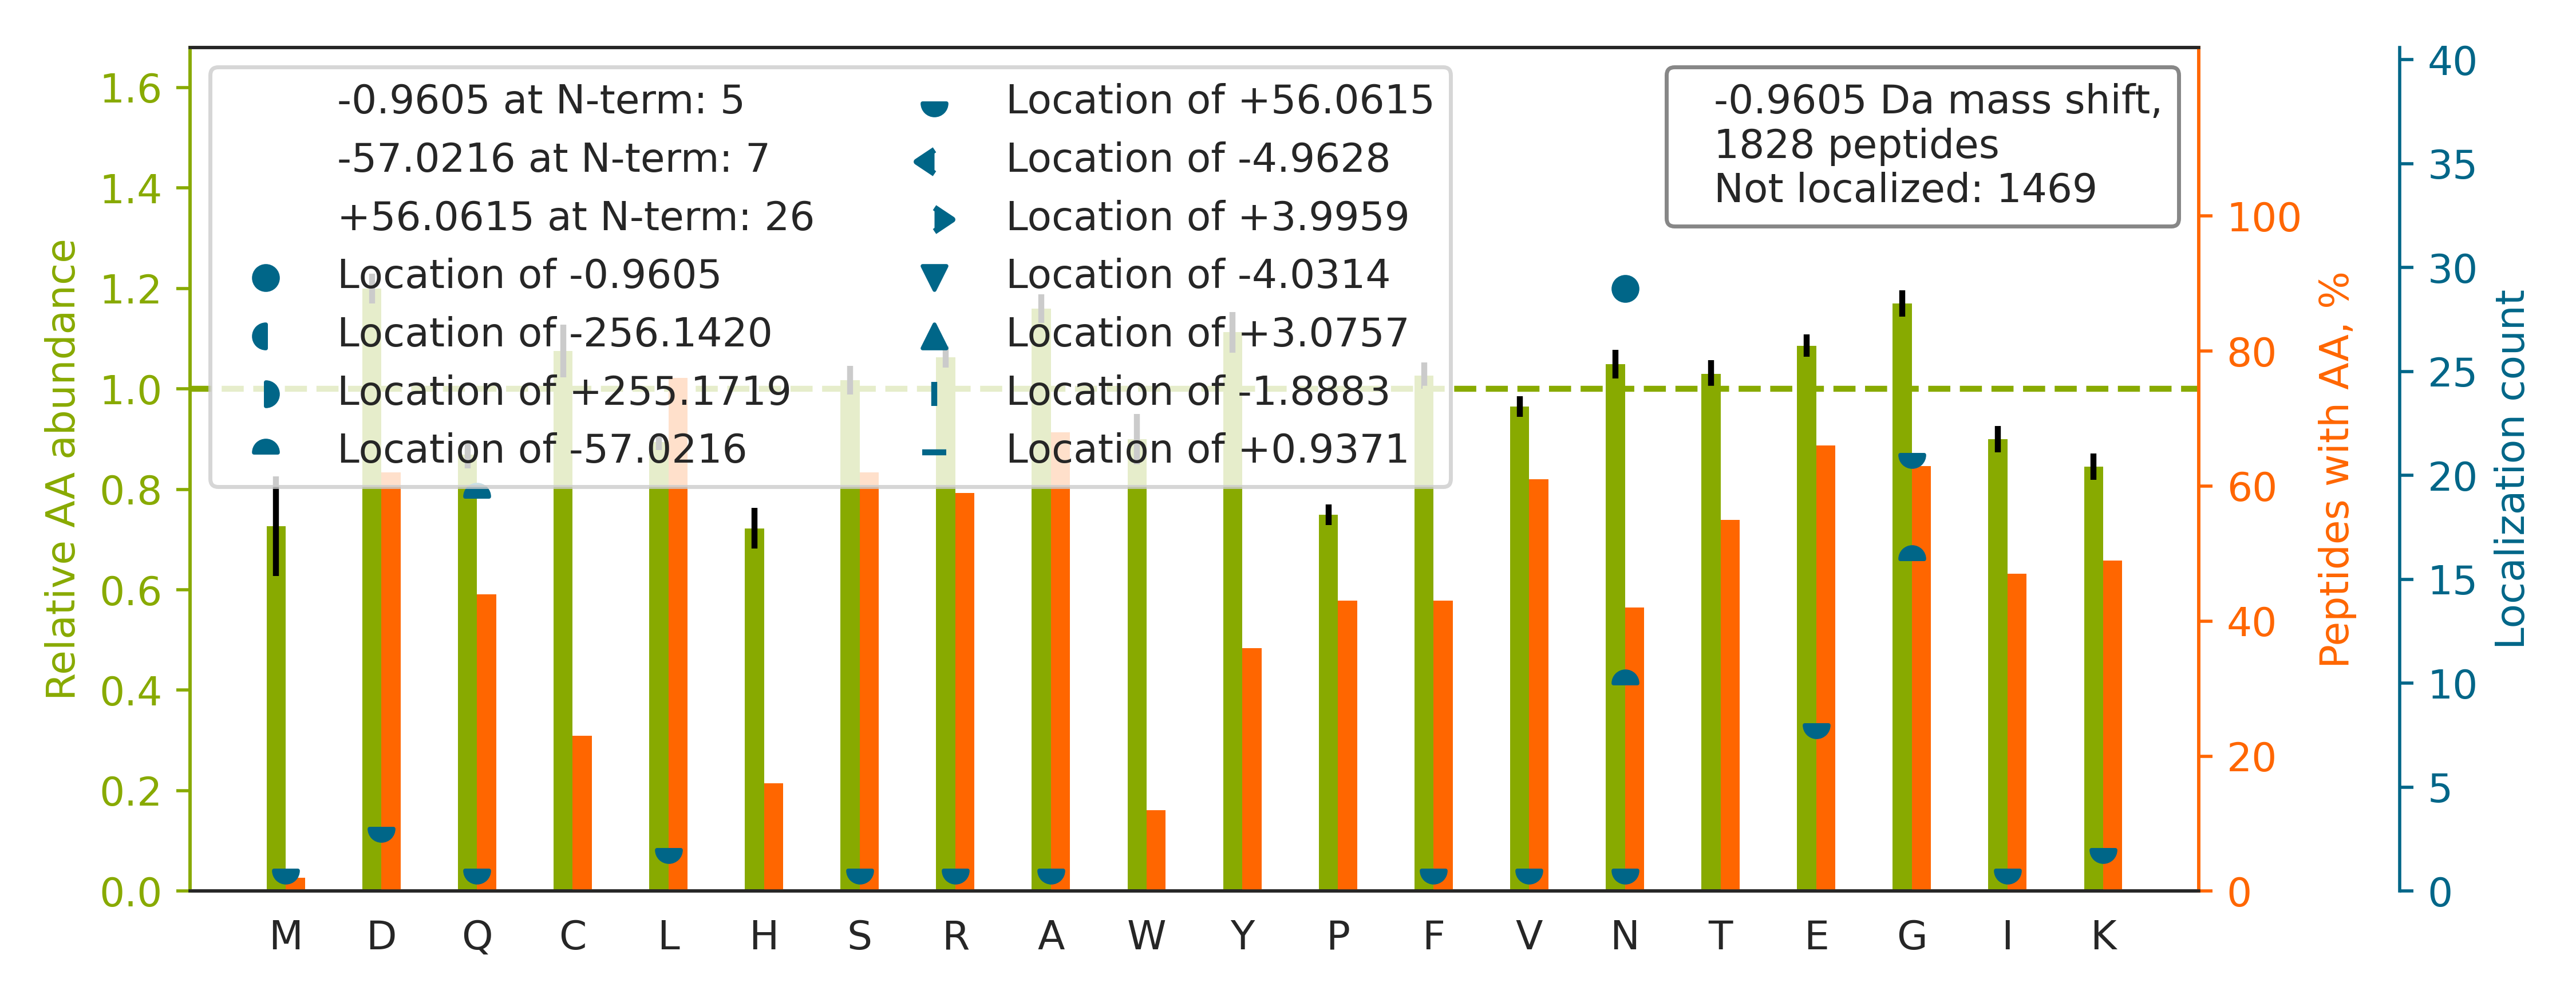 -0.9605 at N-term: 5
-57.0216 at N-term: 7
+56.0615 at N-term: 26
Location of -0.9605
Location of -256.1420
Location of +255.1719
Location of -57.0216
Location of +56.0615
Location of -4.9628
Location of +3.9959
Location of -4.0314
Location of +3.0757
Location of -1.8883
Location of +0.9371
-0.9605 Da mass shift,
1828 peptides
Not localized: 1469
Relative AA abundance
1.6
1.4
1.2
1.0
0.8
0.6
0.4
0.2
0.0
M D Q C L H S R A W Y P F V N T E G I K
100
80
60
40
20
0
Peptides with AA, %
40
35
30
25
20
15
10
5
0
Localization count